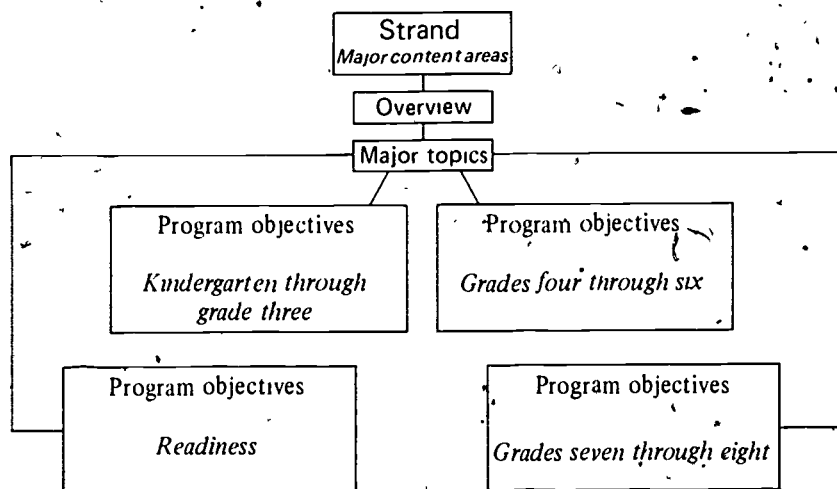 Strand
Major content areas
Overview
Major topics
Program objectives
Kindergarten through
grade three
Program objectives
Grades four through six
Program objectives
Readiness
Program objectives
Grades seven through eight